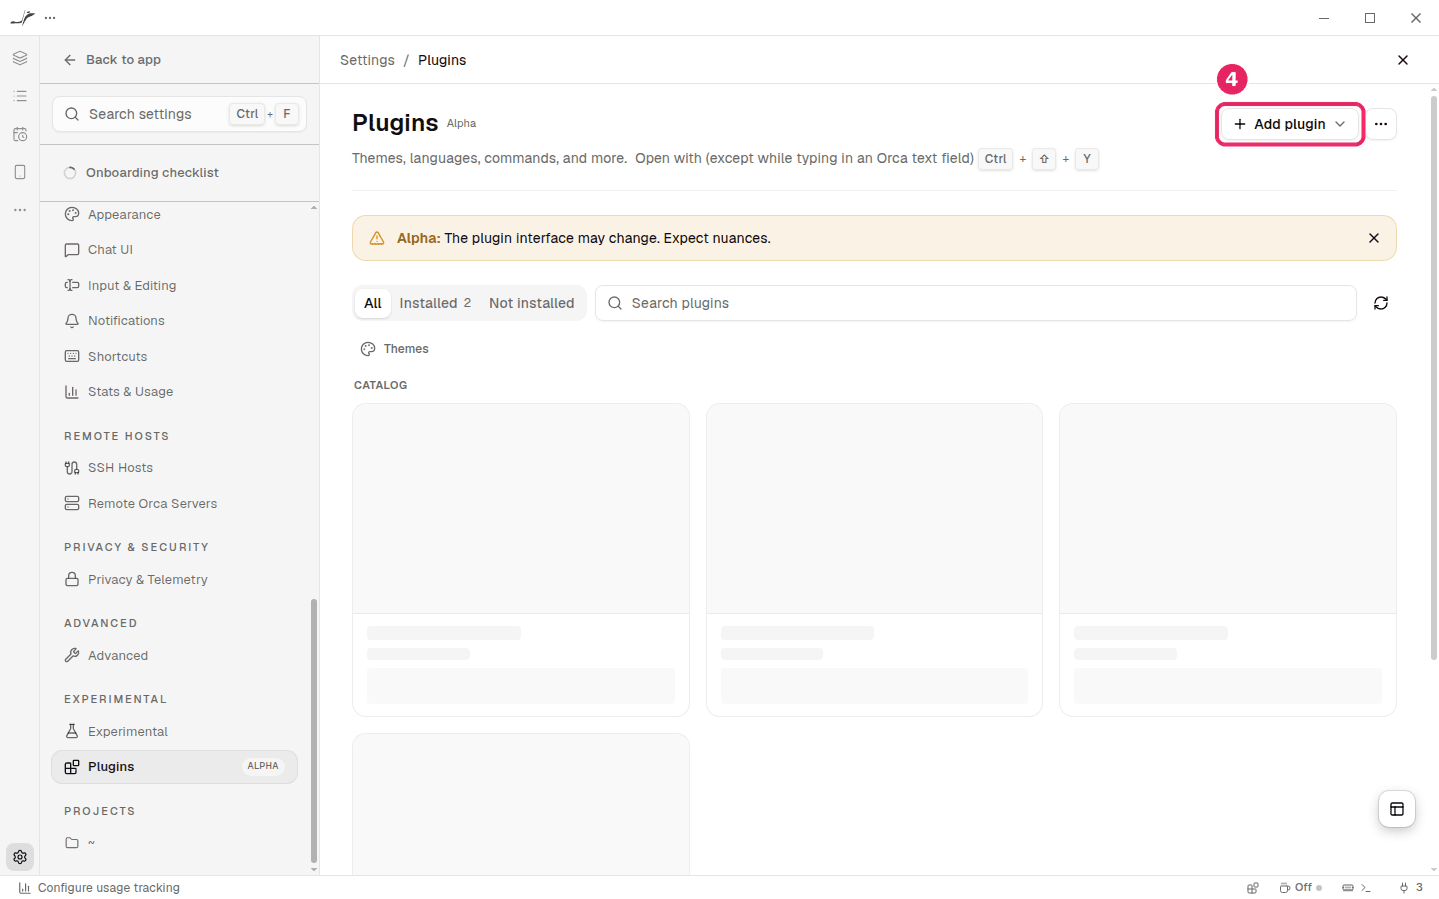 Back to app
Settings / Plugins
Search settings
Ctrl + F
Onboarding checklist
Appearance
Chat UI
Input & Editing
Notifications
Shortcuts
Stats & Usage
REMOTE HOSTS
SSH Hosts
Remote Orca Servers
PRIVACY & SECURITY
Privacy & Telemetry
ADVANCED
Advanced
EXPERIMENTAL
Experimental
Plugins ALPHA
PROJECTS
~
4
Plugins Alpha
Add plugin
Themes, languages, commands, and more. Open with (except while typing in an Orca text field) Ctrl + ⇧ + Y
Alpha: The plugin interface may change. Expect nuances.
All Installed 2 Not installed
Search plugins
Themes
CATALOG
Configure usage tracking
Off
3